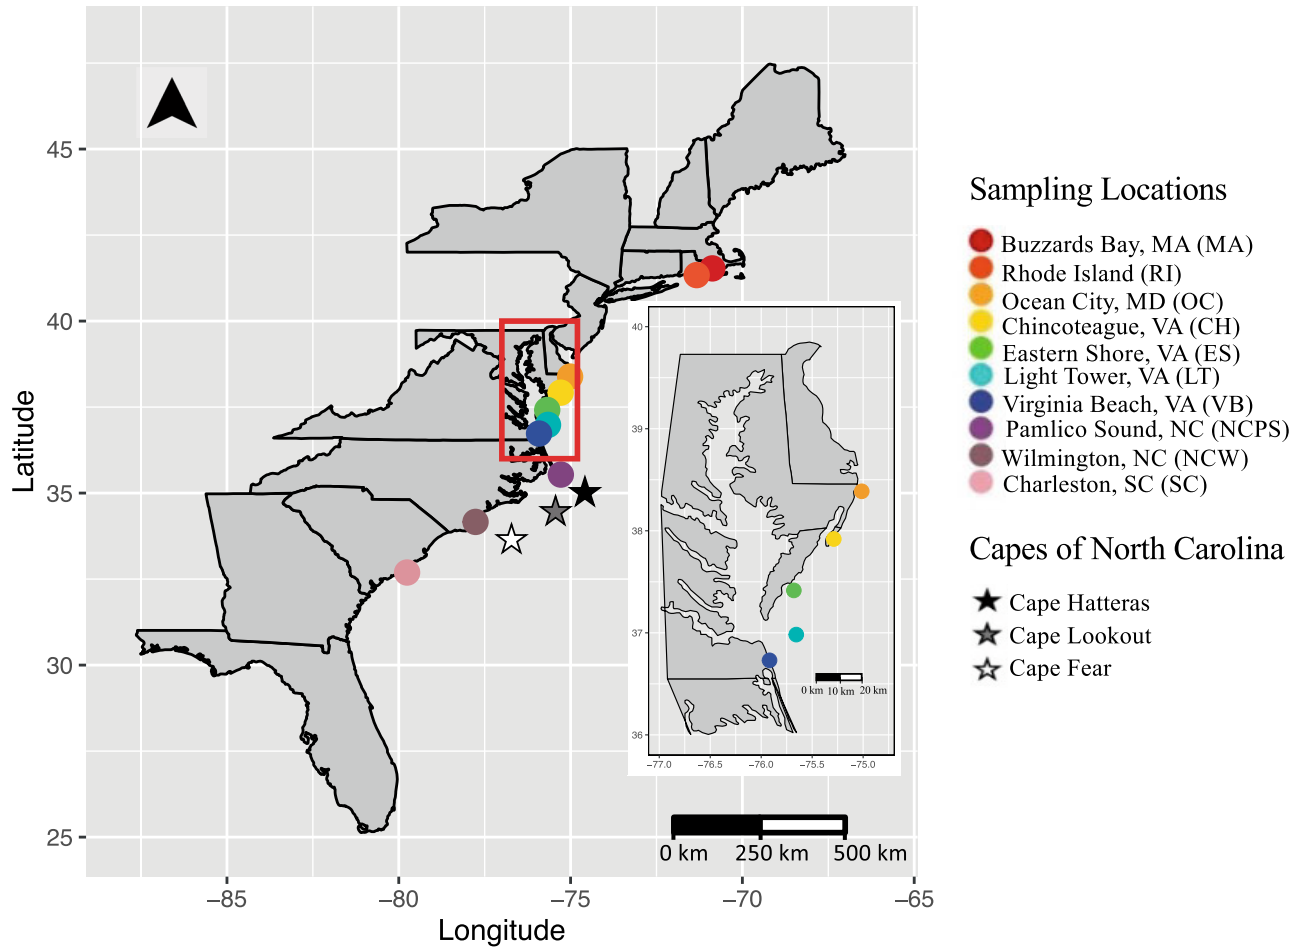 45
40
35
30
25
Latitude
−85
−80
−75
−70
−65
Longitude
40
39
38
37
36
−77.0
−76.5
−76.0
−75.5
−75.0
0 km 10 km 20 km
0 km 250 km 500 km
Sampling Locations
Buzzards Bay, MA (MA)
Rhode Island (RI)
Ocean City, MD (OC)
Chincoteague, VA (CH)
Eastern Shore, VA (ES)
Light Tower, VA (LT)
Virginia Beach, VA (VB)
Pamlico Sound, NC (NCPS)
Wilmington, NC (NCW)
Charleston, SC (SC)
Capes of North Carolina
Cape Hatteras
Cape Lookout
Cape Fear